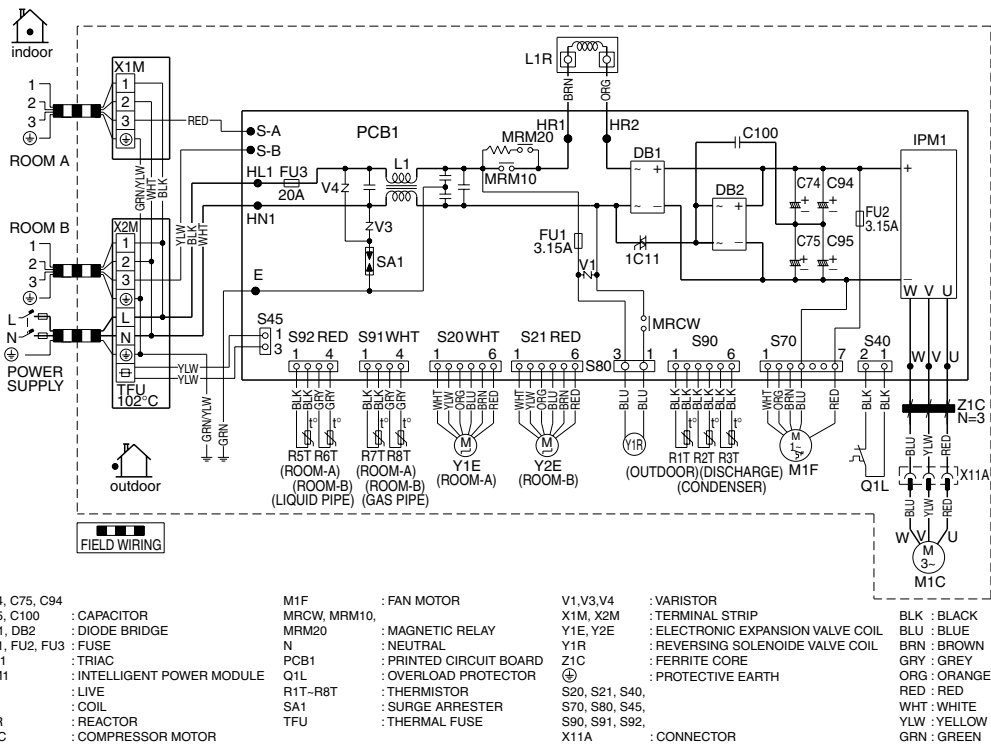 indoor
X1M
1
2
3
1
2
3
ROOM A
RED
S-A
S-B
PCB1
HL1
FU3
20A
HN1
V4
L1
V3
SA1
E
MRM20
MRM10
L1R
BRN
ORG
HR1
HR2
DB1
DB2
C100
C74
C94
C75
C95
FU2
3.15A
IPM1
+
−
W V U
FU1
3.15A
V1
1C11
MRCW
GRN/YLW
WHT
BLK
ROOM B
1
2
3
X2M
1
2
3
L
N
L
N
POWER
SUPPLY
TFU
102°C
YLW
BLK
WHT
YLW
YLW
GRN/YLW
GRN
S45
1
3
S92 RED
1 4
S91 WHT
1 4
S20 WHT
1 6
S21 RED
1 6
S80
3 1
S90
1 6
S70
1 7
S40
2 1
BLK BLK GRY GRY
BLK BLK GRY GRY
WHT YLW ORG BLU BRN RED
WHT YLW ORG BLU BRN RED
BLU BLU
BLK BLK BLK BLK BLK BLK
WHT ORG BRN BLU RED
BLK BLK
t° t°
t° t°
t° t° t°
R5T R6T
(ROOM-A)
(ROOM-B)
(LIQUID PIPE)
R7T R8T
(ROOM-A)
(ROOM-B)
(GAS PIPE)
M
Y1E
(ROOM-A)
M
Y2E
(ROOM-B)
Y1R
R1T R2T R3T
(OUTDOOR) (DISCHARGE)
(CONDENSER)
M
1~
M1F
Q1L
W V U
Z1C
N=3
BLU YLW RED
X11A
BLU YLW RED
W V U
M
3~
M1C
outdoor
FIELD WIRING
4, C75, C94
5, C100 : CAPACITOR
1, DB2 : DIODE BRIDGE
1, FU2, FU3 : FUSE
1 : TRIAC
M1 : INTELLIGENT POWER MODULE
: LIVE
: COIL
R : REACTOR
C : COMPRESSOR MOTOR
M1F : FAN MOTOR
MRCW, MRM10,
MRM20 : MAGNETIC RELAY
N : NEUTRAL
PCB1 : PRINTED CIRCUIT BOARD
Q1L : OVERLOAD PROTECTOR
R1T~R8T : THERMISTOR
SA1 : SURGE ARRESTER
TFU : THERMAL FUSE
V1,V3,V4 : VARISTOR
X1M, X2M : TERMINAL STRIP
Y1E, Y2E : ELECTRONIC EXPANSION VALVE COIL
Y1R : REVERSING SOLENOIDE VALVE COIL
Z1C : FERRITE CORE
: PROTECTIVE EARTH
S20, S21, S40,
S70, S80, S45,
S90, S91, S92,
X11A : CONNECTOR
BLK : BLACK
BLU : BLUE
BRN : BROWN
GRY : GREY
ORG : ORANGE
RED : RED
WHT : WHITE
YLW : YELLOW
GRN : GREEN